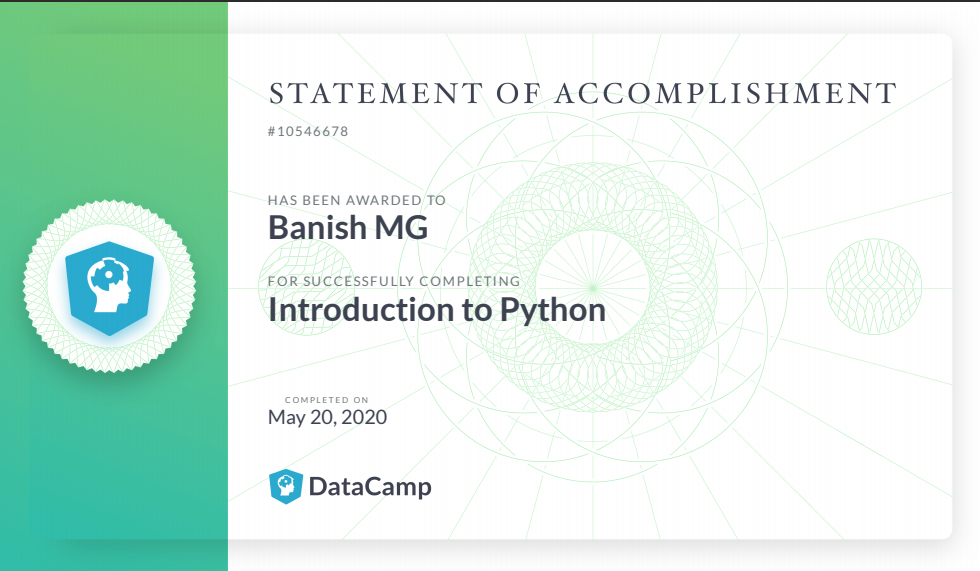 STATEMENT OF ACCOMPLISHMENT
#10546678
HAS BEEN AWARDED TO
Banish MG
FOR SUCCESSFULLY COMPLETING
Introduction to Python
COMPLETED ON
May 20, 2020
DataCamp